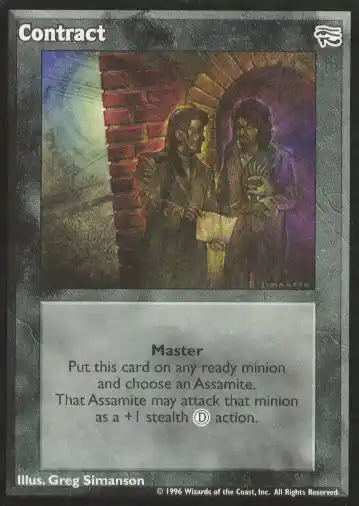 Contract
SIMANSON
Master
Put this card on any ready minion
and choose an Assamite.
That Assamite may attack that minion
as a +1 stealth Ⓓ action.
Illus. Greg Simanson
© 1996 Wizards of the Coast, Inc. All rights reserved.